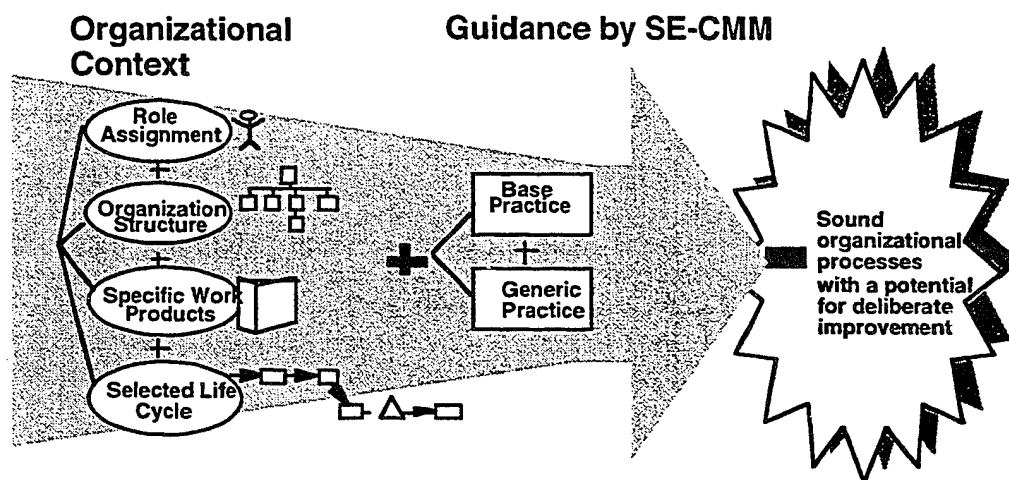 Organizational
Context
Guidance by SE-CMM
Role
Assignment
+
Organization
Structure
+
Specific Work
Products
+
Selected Life
Cycle
+
Base
Practice
+
Generic
Practice
Sound
organizational
processes
with a potential
for deliberate
improvement